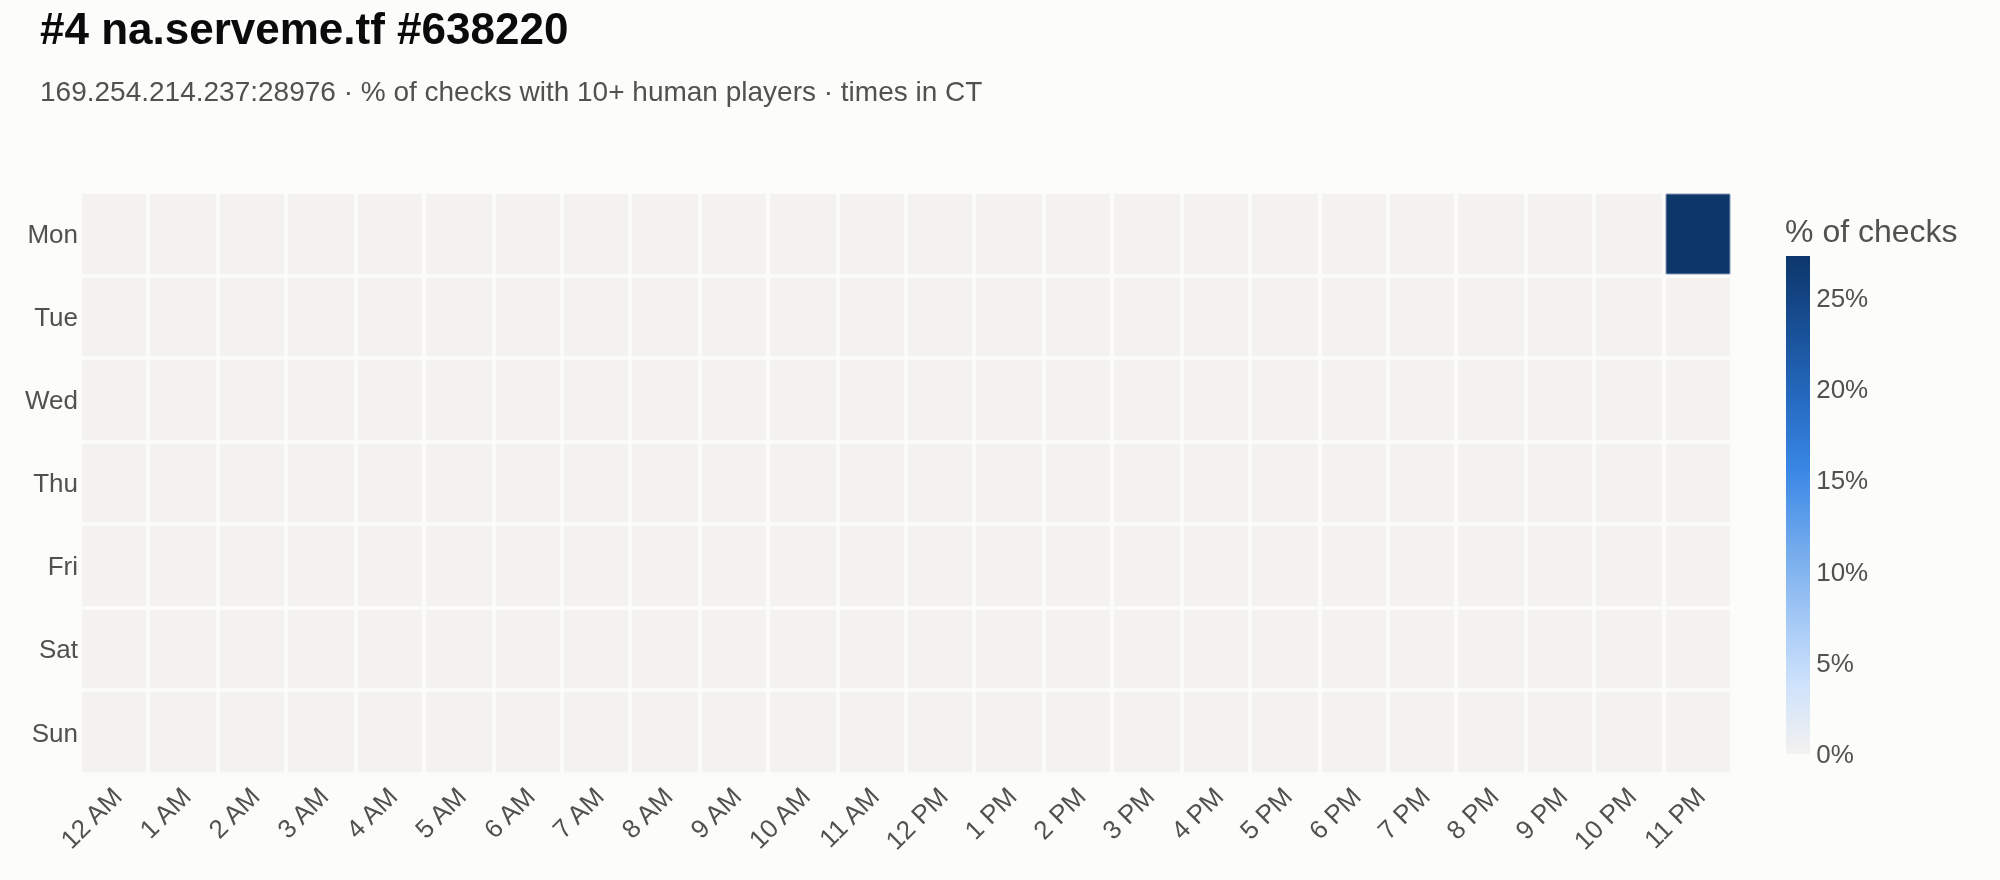 #4 na.serveme.tf #638220
169.254.214.237:28976 · % of checks with 10+ human players · times in CT
% of checks
Mon
Tue
Wed
Thu
Fri
Sat
Sun
25%
20%
15%
10%
5%
0%
12 AM
1 AM
2 AM
3 AM
4 AM
5 AM
6 AM
7 AM
8 AM
9 AM
10 AM
11 AM
12 PM
1 PM
2 PM
3 PM
4 PM
5 PM
6 PM
7 PM
8 PM
9 PM
10 PM
11 PM